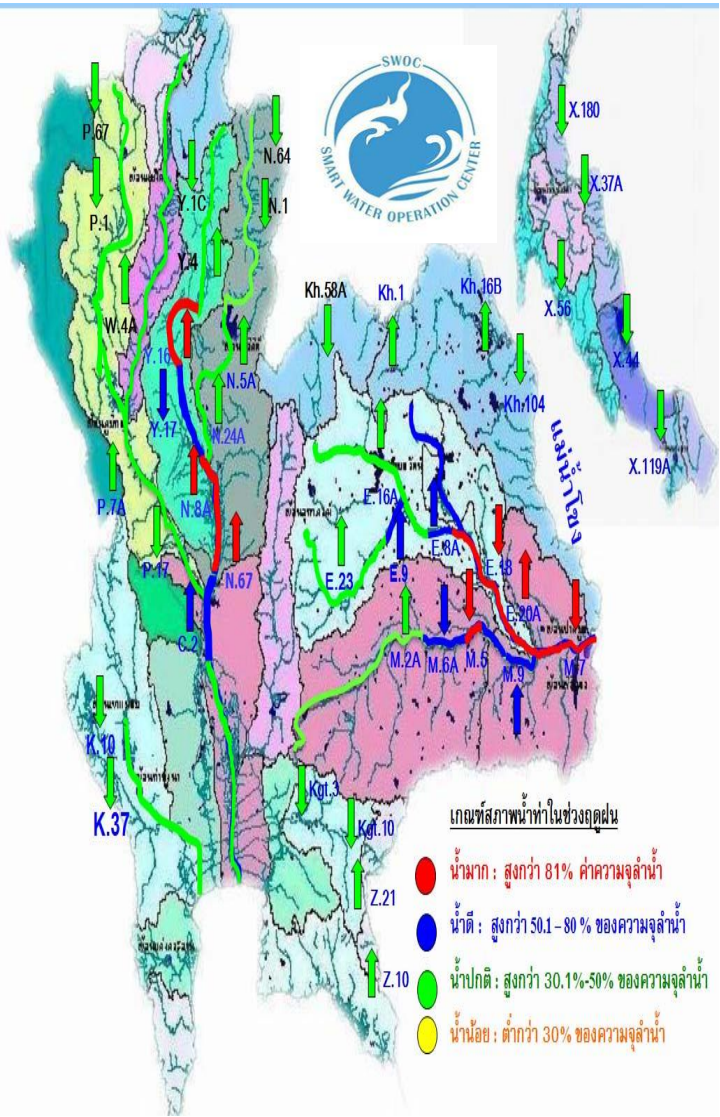 SWOC
SMART WATER OPERATION CENTER
X.180
X.37A
X.56
X.44
X.119A
P.67
N.64
Y.1C
N.1
P.1
Y.4
W.4A
Kh.58A
Kh.1
Kh.16B
Y.16
N.5A
Kh.104
Y.17
N.24A
แม่น้ำโขง
P.7A
N.8A
E.16A
E.8A
E.18
P.17
N.67
E.23
E.9
E.20A
C.2
M.2A
M.6A
M.5
M.9
M.7
K.10
K.37
Kgt.3
Kgt.10
Z.21
Z.10
เกณฑ์สภาพน้ำท่าในช่วงฤดูฝน
น้ำมาก : สูงกว่า 81% ค่าความจุลำน้ำ
น้ำดี : สูงกว่า 50.1 - 80 % ของความจุลำน้ำ
น้ำปกติ : สูงกว่า 30.1%-50% ของความจุลำน้ำ
น้ำน้อย : ต่ำกว่า 30% ของความจุลำน้ำ